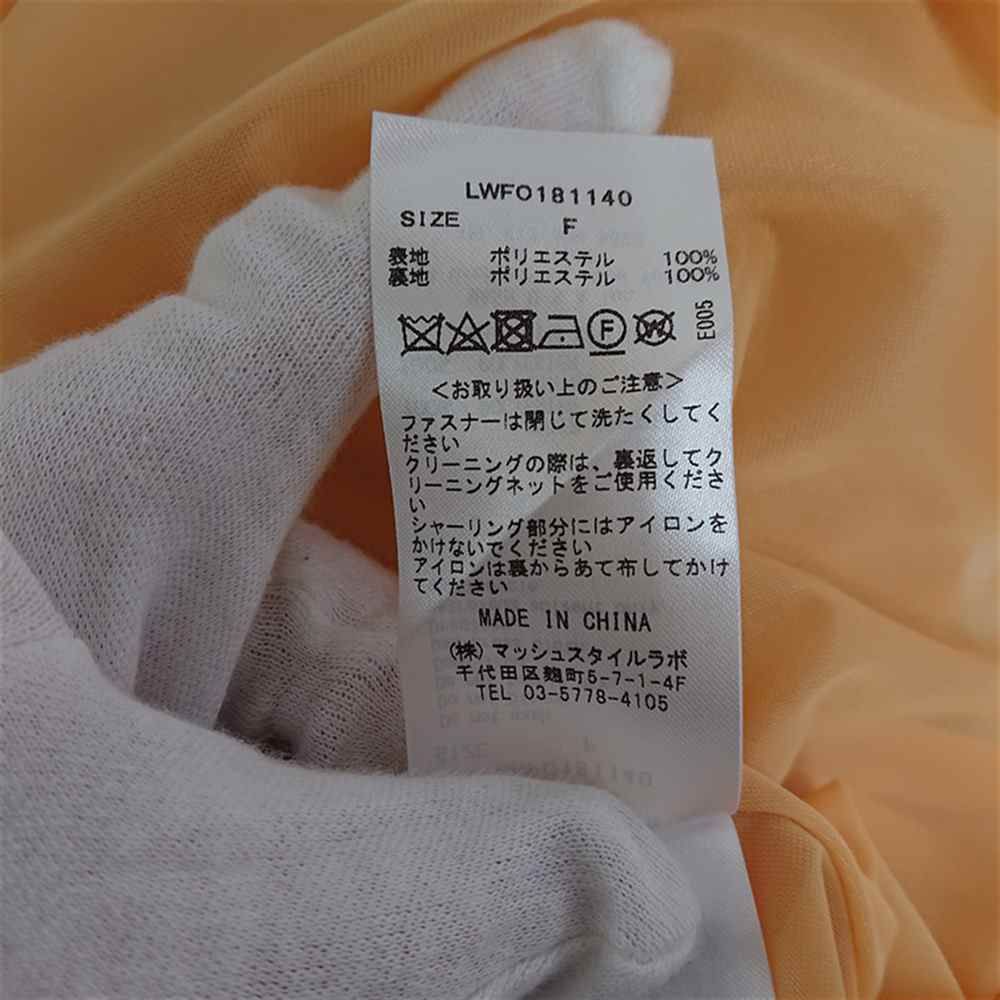 LWFO181140
SIZE F
表地 ポリエステル 100%
裏地 ポリエステル 100%
E005
F
W
<お取り扱い上のご注意>
ファスナーは閉じて洗たくしてく
ださい
クリーニングの際は、裏返してク
リーニングネットをご使用くださ
い
シャーリング部分にはアイロンを
かけないでください
アイロンは裏からあて布してかけ
てください
MADE IN CHINA
(株) マッシュスタイルラボ
千代田区麹町5-7-1-4F
TEL 03-5778-4105